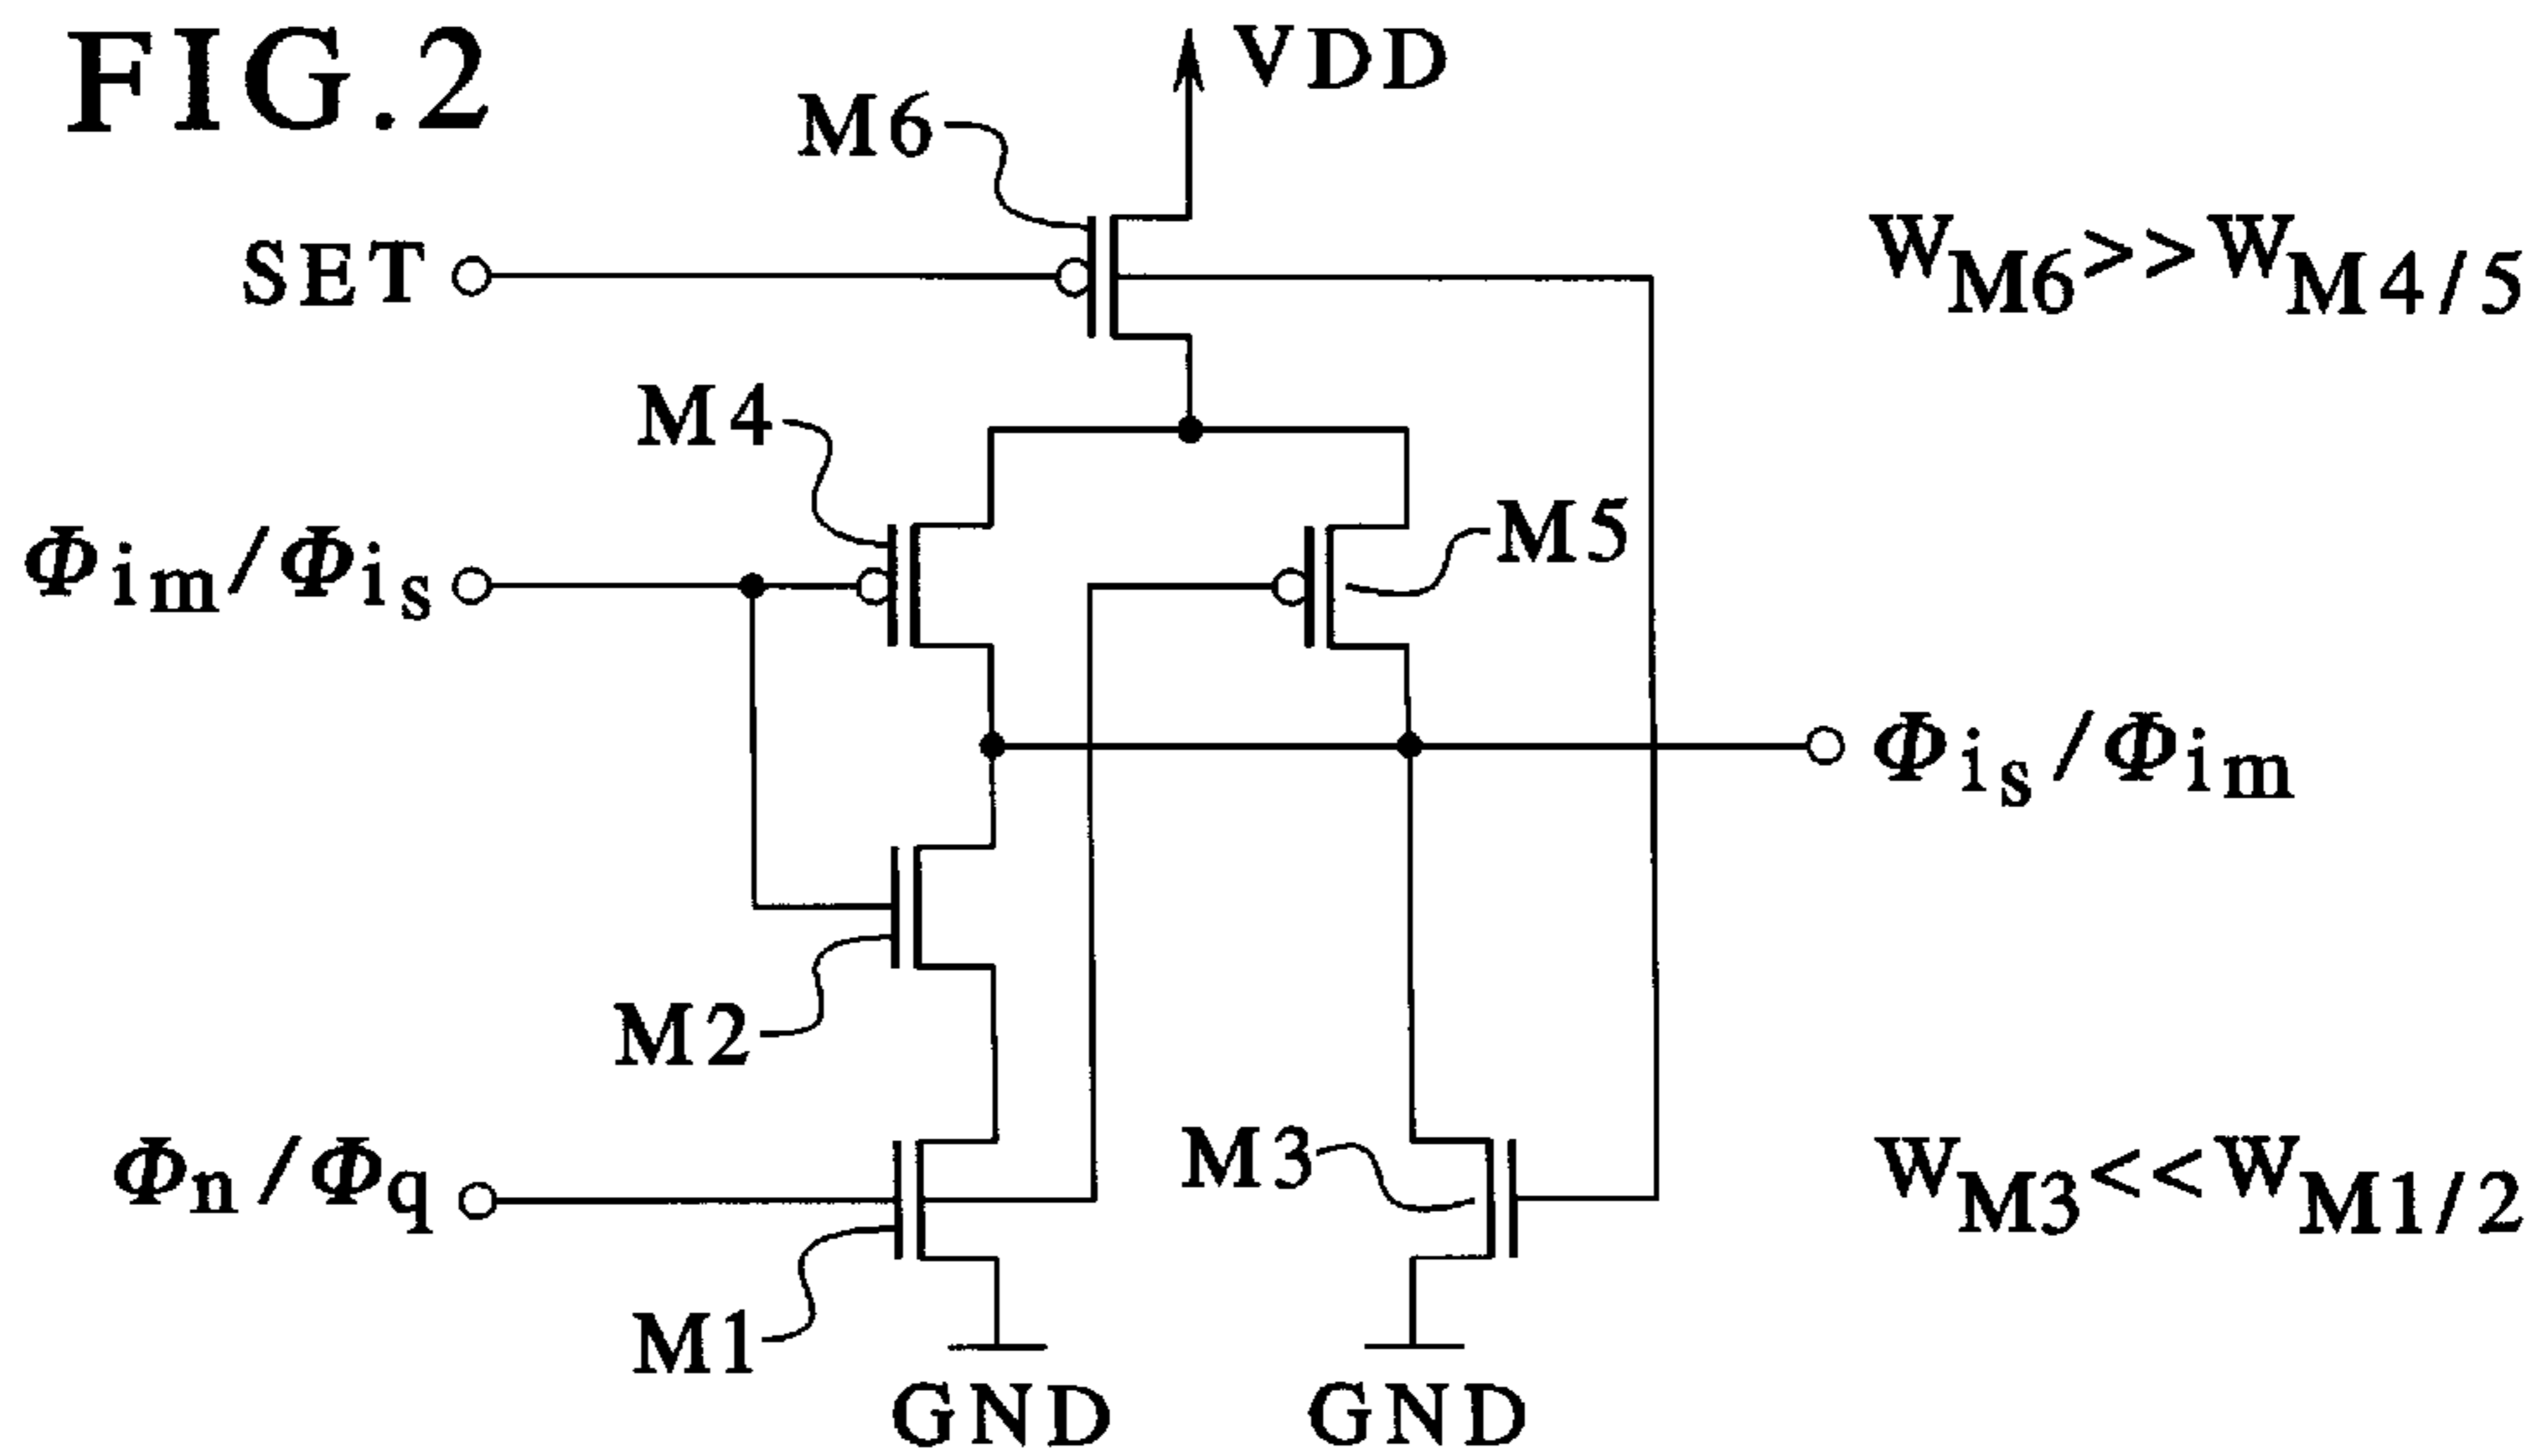 FIG.2
VDD
M6
SET
W_M6>>W_M4/5
M4
Φim/Φis
M5
Φis/Φim
M2
Φn/Φq
M3
W_M3<<W_M1/2
M1
GND
GND